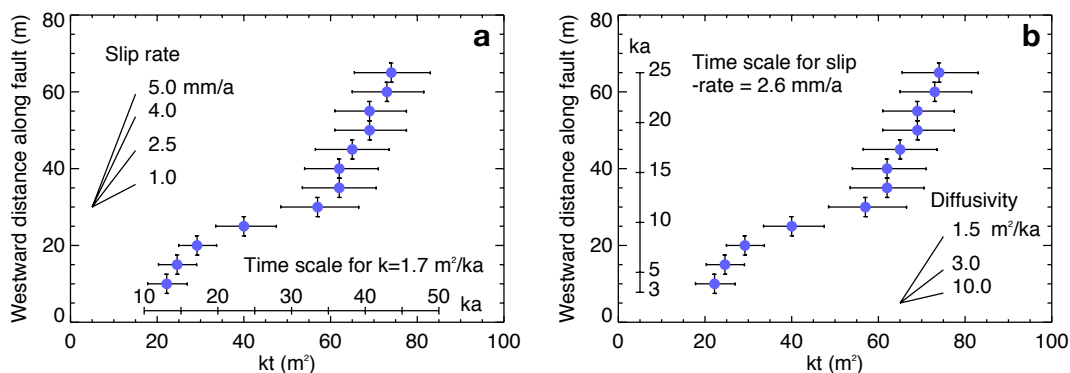 a
Westward distance along fault (m)
80
60
40
20
0
Slip rate
5.0 mm/a
4.0
2.5
1.0
Time scale for k=1.7 m²/ka
10 20 30 40 50 ka
0 20 40 60 80 100
kt (m²)
b
Westward distance along fault (m)
80
60
40
20
0
ka
25
20
15
10
5
3
Time scale for slip
-rate = 2.6 mm/a
Diffusivity
1.5 m²/ka
3.0
10.0
0 20 40 60 80 100
kt (m²)